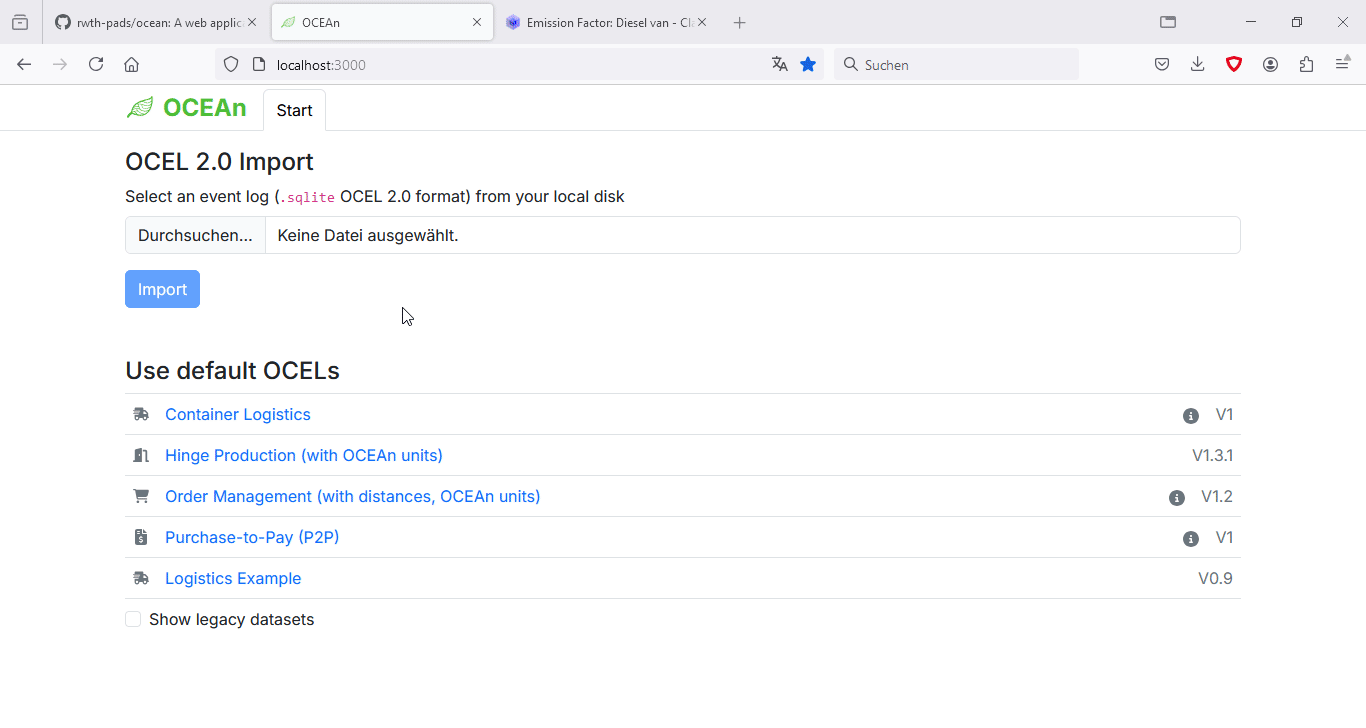 rwth-pads/ocean: A web applic
OCEAn
Emission Factor: Diesel van - Cl
localhost:3000
Suchen
OCEAn
Start
OCEL 2.0 Import
Select an event log (.sqlite OCEL 2.0 format) from your local disk
Durchsuchen... Keine Datei ausgewählt.
Import
Use default OCELs
Container Logistics V1
Hinge Production (with OCEAn units) V1.3.1
Order Management (with distances, OCEAn units) V1.2
Purchase-to-Pay (P2P) V1
Logistics Example V0.9
Show legacy datasets